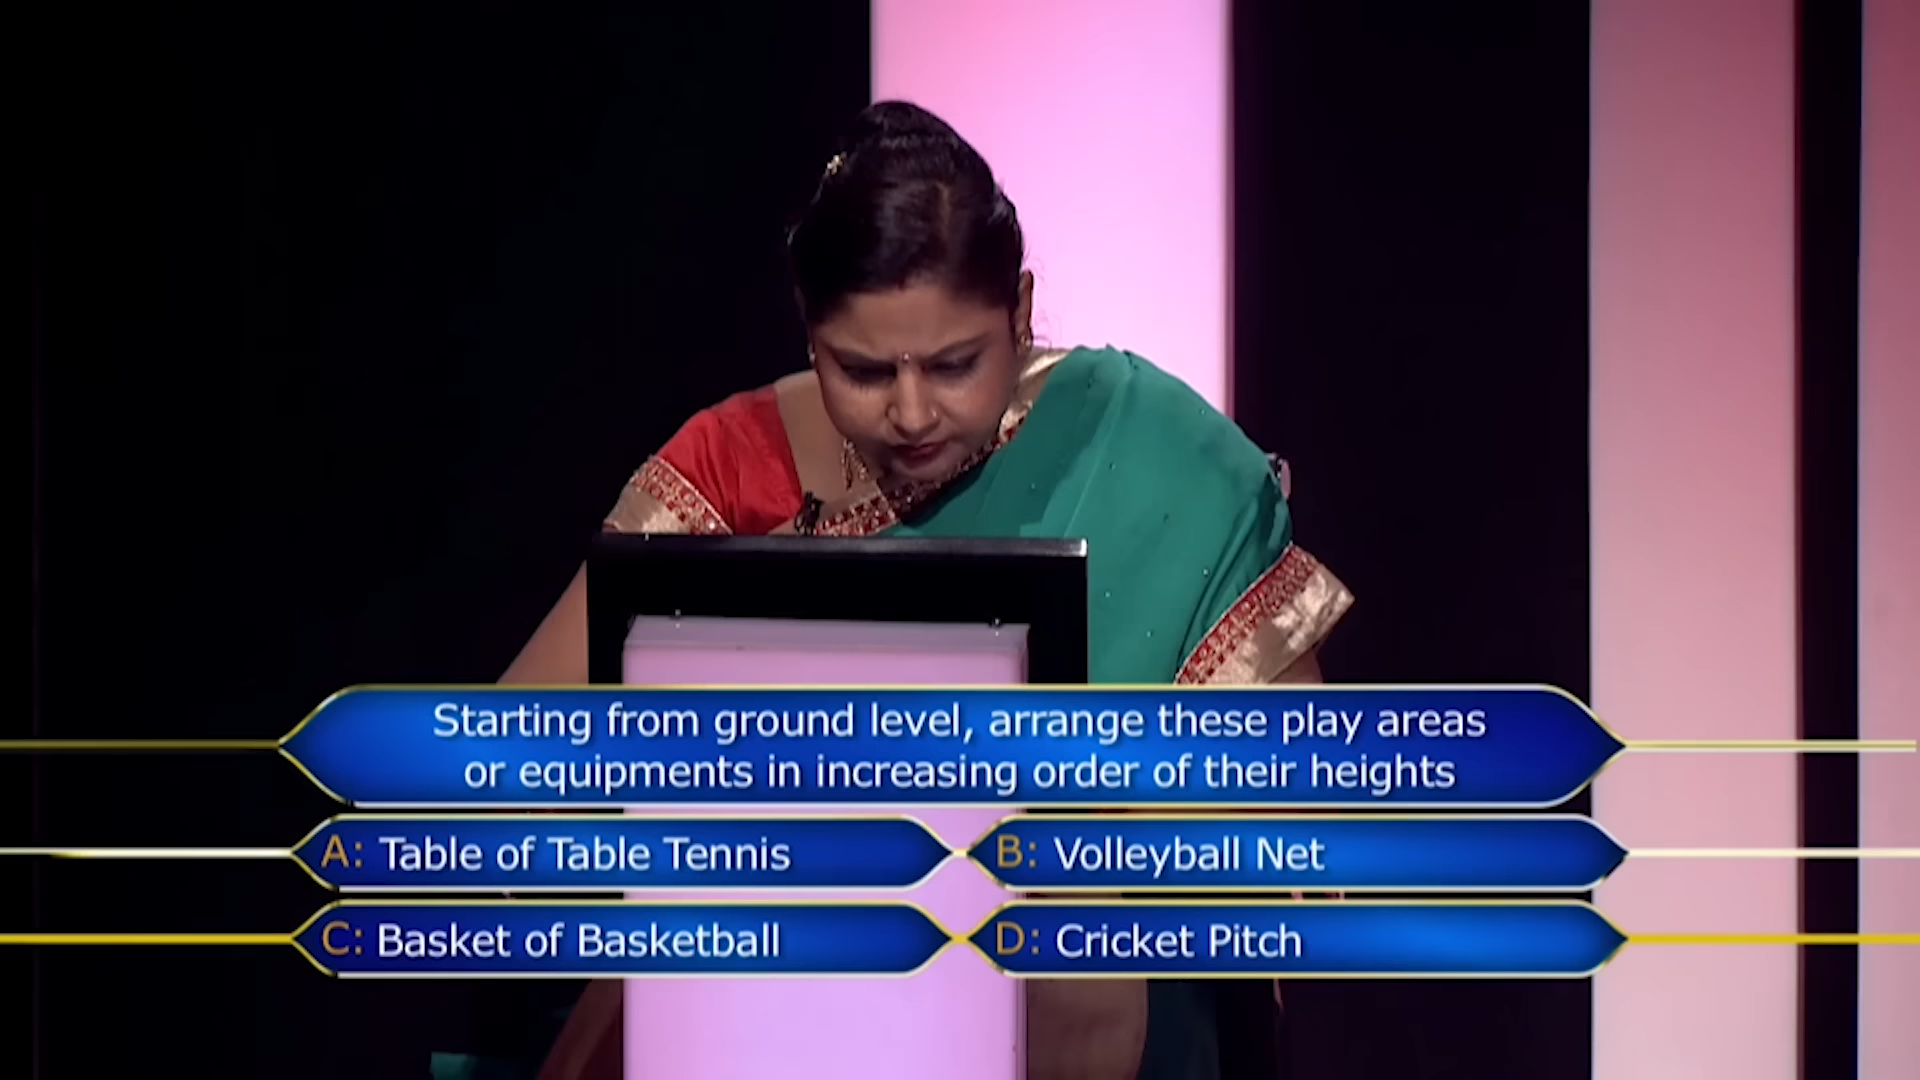 Starting from ground level, arrange these play areas
or equipments in increasing order of their heights
A: Table of Table Tennis
B: Volleyball Net
C: Basket of Basketball
D: Cricket Pitch